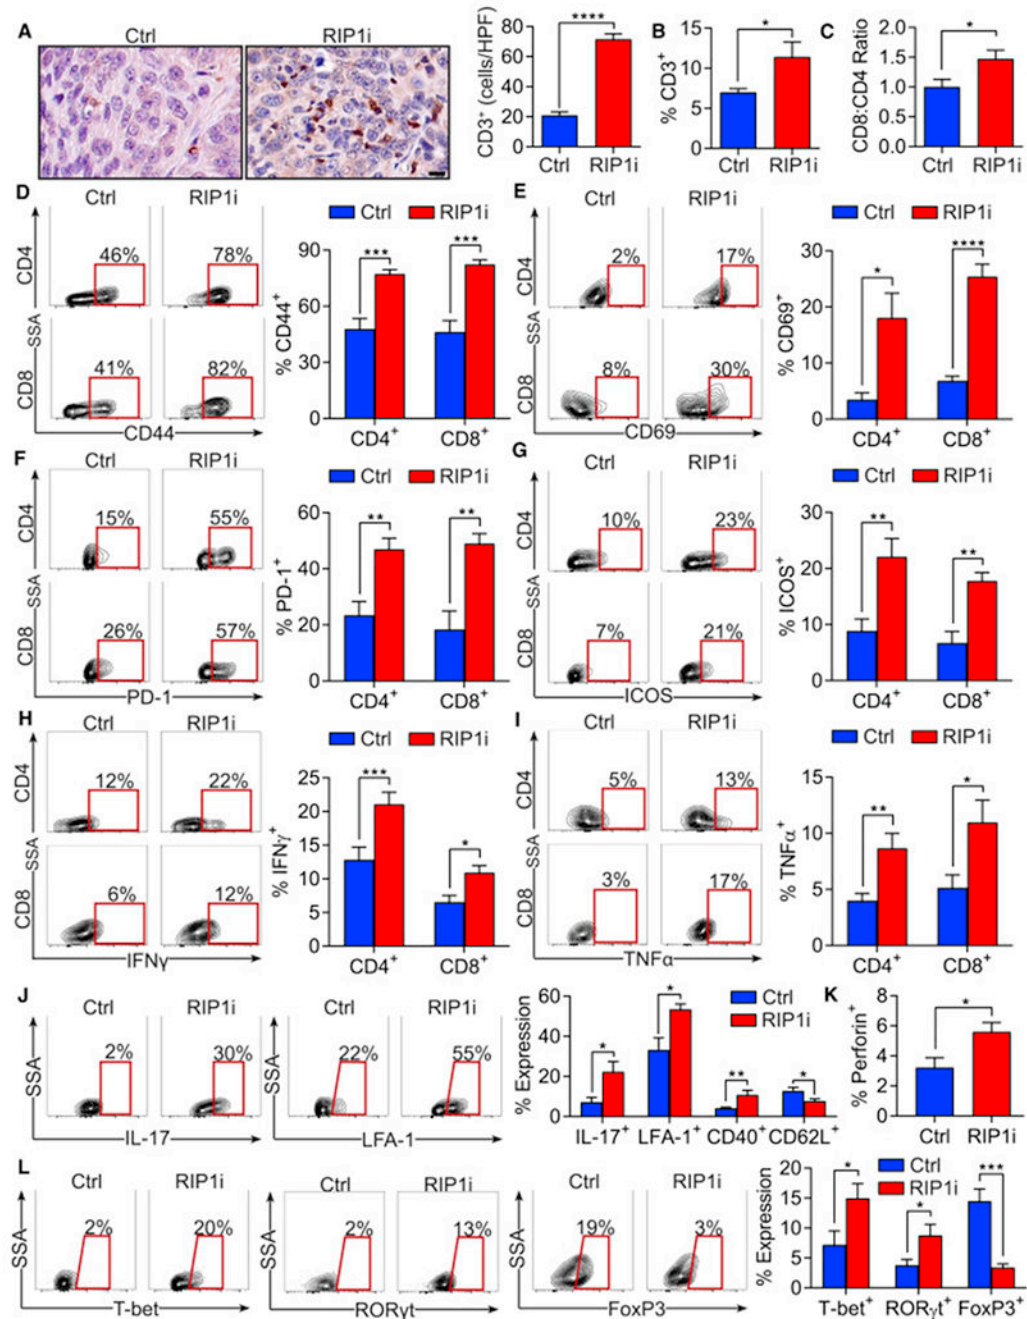 A
Ctrl
RIP1i
CD3⁺ (cells/HPF)
80
60
40
20
0
****
Ctrl
RIP1i
B
% CD3⁺
15
10
5
0
*
Ctrl
RIP1i
C
CD8:CD4 Ratio
2.0
1.5
1.0
0.5
0.0
*
Ctrl
RIP1i
D
Ctrl
RIP1i
CD4
46%
78%
SSA
CD8
41%
82%
CD44
Ctrl
RIP1i
% CD44⁺
90
60
30
0
***
***
CD4⁺
CD8⁺
E
Ctrl
RIP1i
CD4
2%
17%
SSA
CD8
8%
30%
CD69
Ctrl
RIP1i
% CD69⁺
30
20
10
0
*
****
CD4⁺
CD8⁺
F
Ctrl
RIP1i
CD4
15%
55%
SSA
CD8
26%
57%
PD-1
Ctrl
RIP1i
% PD-1⁺
60
40
20
0
**
**
CD4⁺
CD8⁺
G
Ctrl
RIP1i
CD4
10%
23%
SSA
CD8
7%
21%
ICOS
Ctrl
RIP1i
% ICOS⁺
30
20
10
0
**
**
CD4⁺
CD8⁺
H
Ctrl
RIP1i
CD4
12%
22%
SSA
CD8
6%
12%
IFNγ
Ctrl
RIP1i
% IFNγ⁺
25
20
15
10
5
0
***
*
CD4⁺
CD8⁺
I
Ctrl
RIP1i
CD4
5%
13%
SSA
CD8
3%
17%
TNFα
Ctrl
RIP1i
% TNFα⁺
15
10
5
0
**
*
CD4⁺
CD8⁺
J
Ctrl
RIP1i
SSA
2%
30%
IL-17
Ctrl
RIP1i
SSA
22%
55%
LFA-1
% Expression
60
40
20
0
Ctrl
RIP1i
*
*
**
*
IL-17⁺
LFA-1⁺
CD40⁺
CD62L⁺
K
% Perforin⁺
8
6
4
2
0
*
Ctrl
RIP1i
L
Ctrl
RIP1i
SSA
2%
20%
T-bet
Ctrl
RIP1i
SSA
2%
13%
RORγt
Ctrl
RIP1i
SSA
19%
3%
FoxP3
% Expression
20
15
10
5
0
Ctrl
RIP1i
*
*
***
T-bet⁺
RORγt⁺
FoxP3⁺